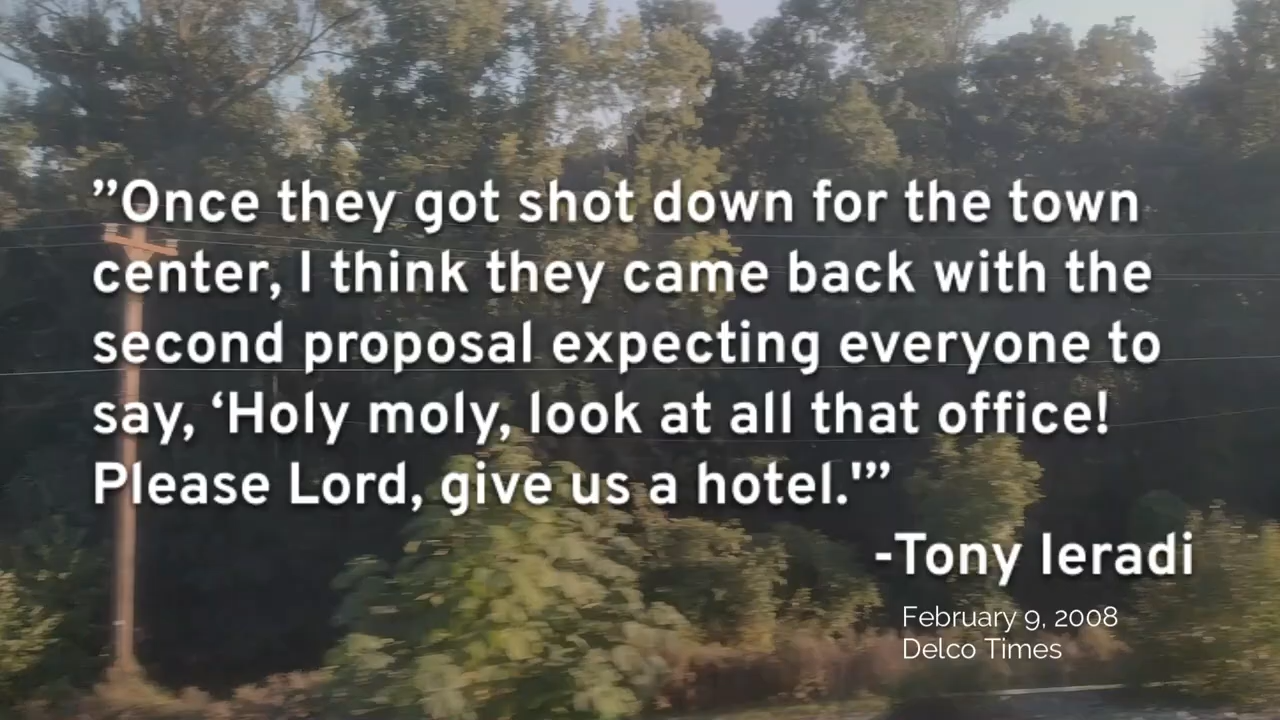 ”Once they got shot down for the town
center, I think they came back with the
second proposal expecting everyone to
say, ‘Holy moly, look at all that office!
Please Lord, give us a hotel.'”
-Tony Ieradi
February 9, 2008
Delco Times